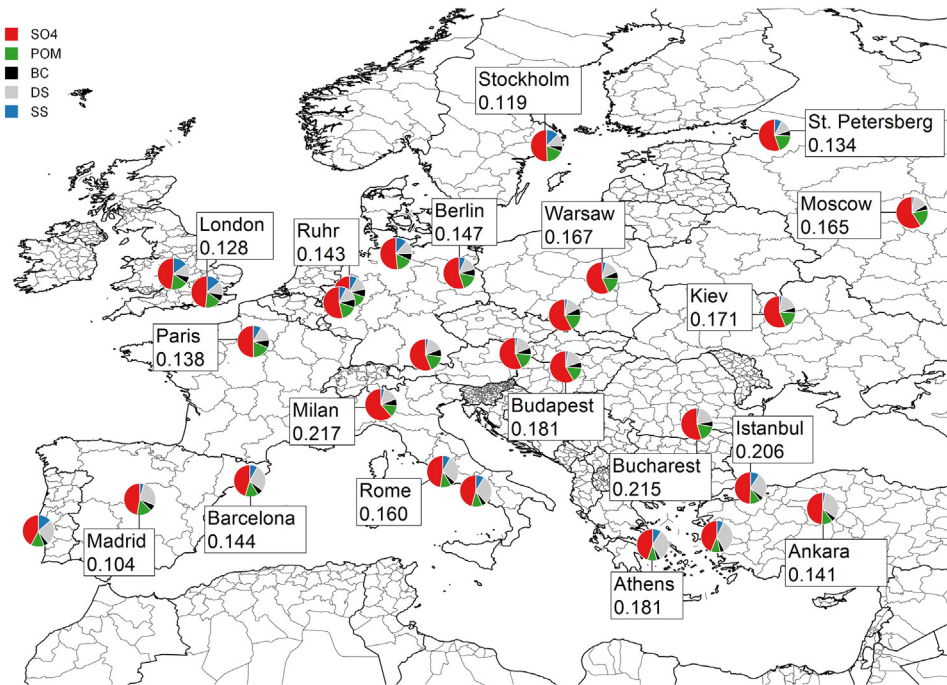 SO4
POM
BC
DS
SS
Stockholm
0.119
St. Petersberg
0.134
Moscow
0.165
London
0.128
Ruhr
0.143
Berlin
0.147
Warsaw
0.167
Kiev
0.171
Paris
0.138
Milan
0.217
Budapest
0.181
Istanbul
0.206
Bucharest
0.215
Rome
0.160
Barcelona
0.144
Madrid
0.104
Athens
0.181
Ankara
0.141